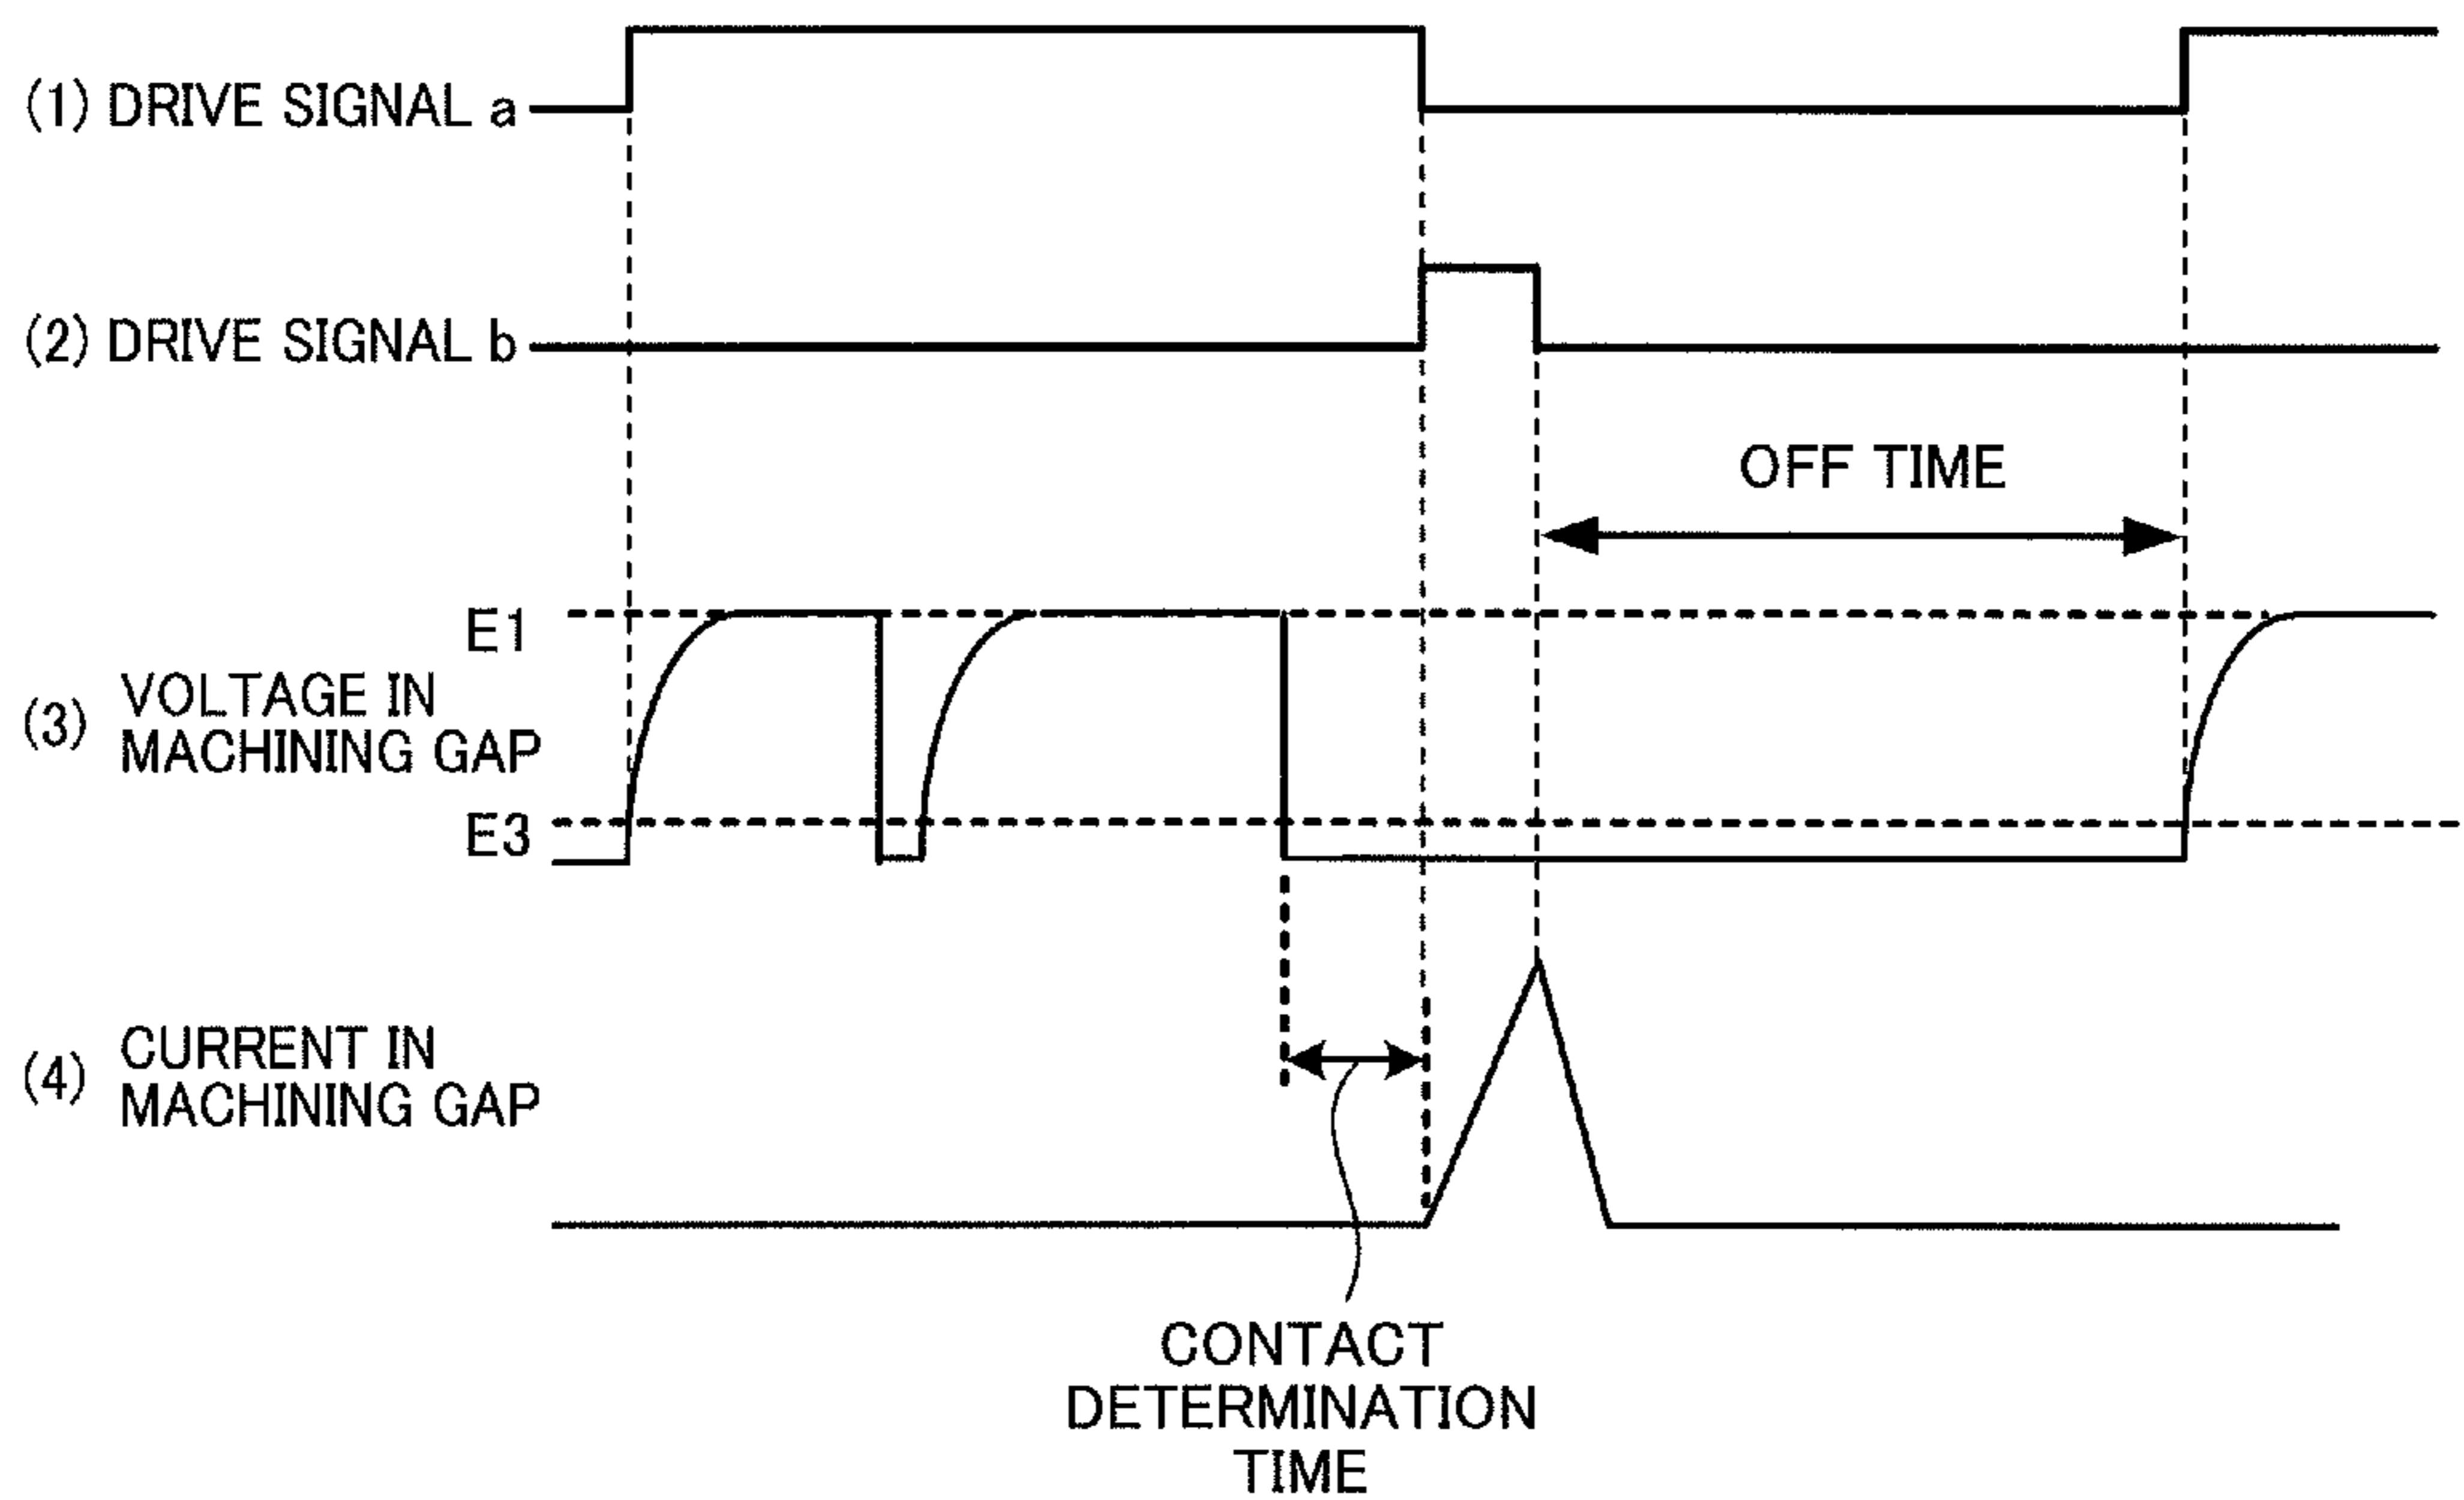 (1) DRIVE SIGNAL a
(2) DRIVE SIGNAL b
OFF TIME
E1
(3) VOLTAGE IN
MACHINING GAP
E3
(4) CURRENT IN
MACHINING GAP
CONTACT
DETERMINATION
TIME